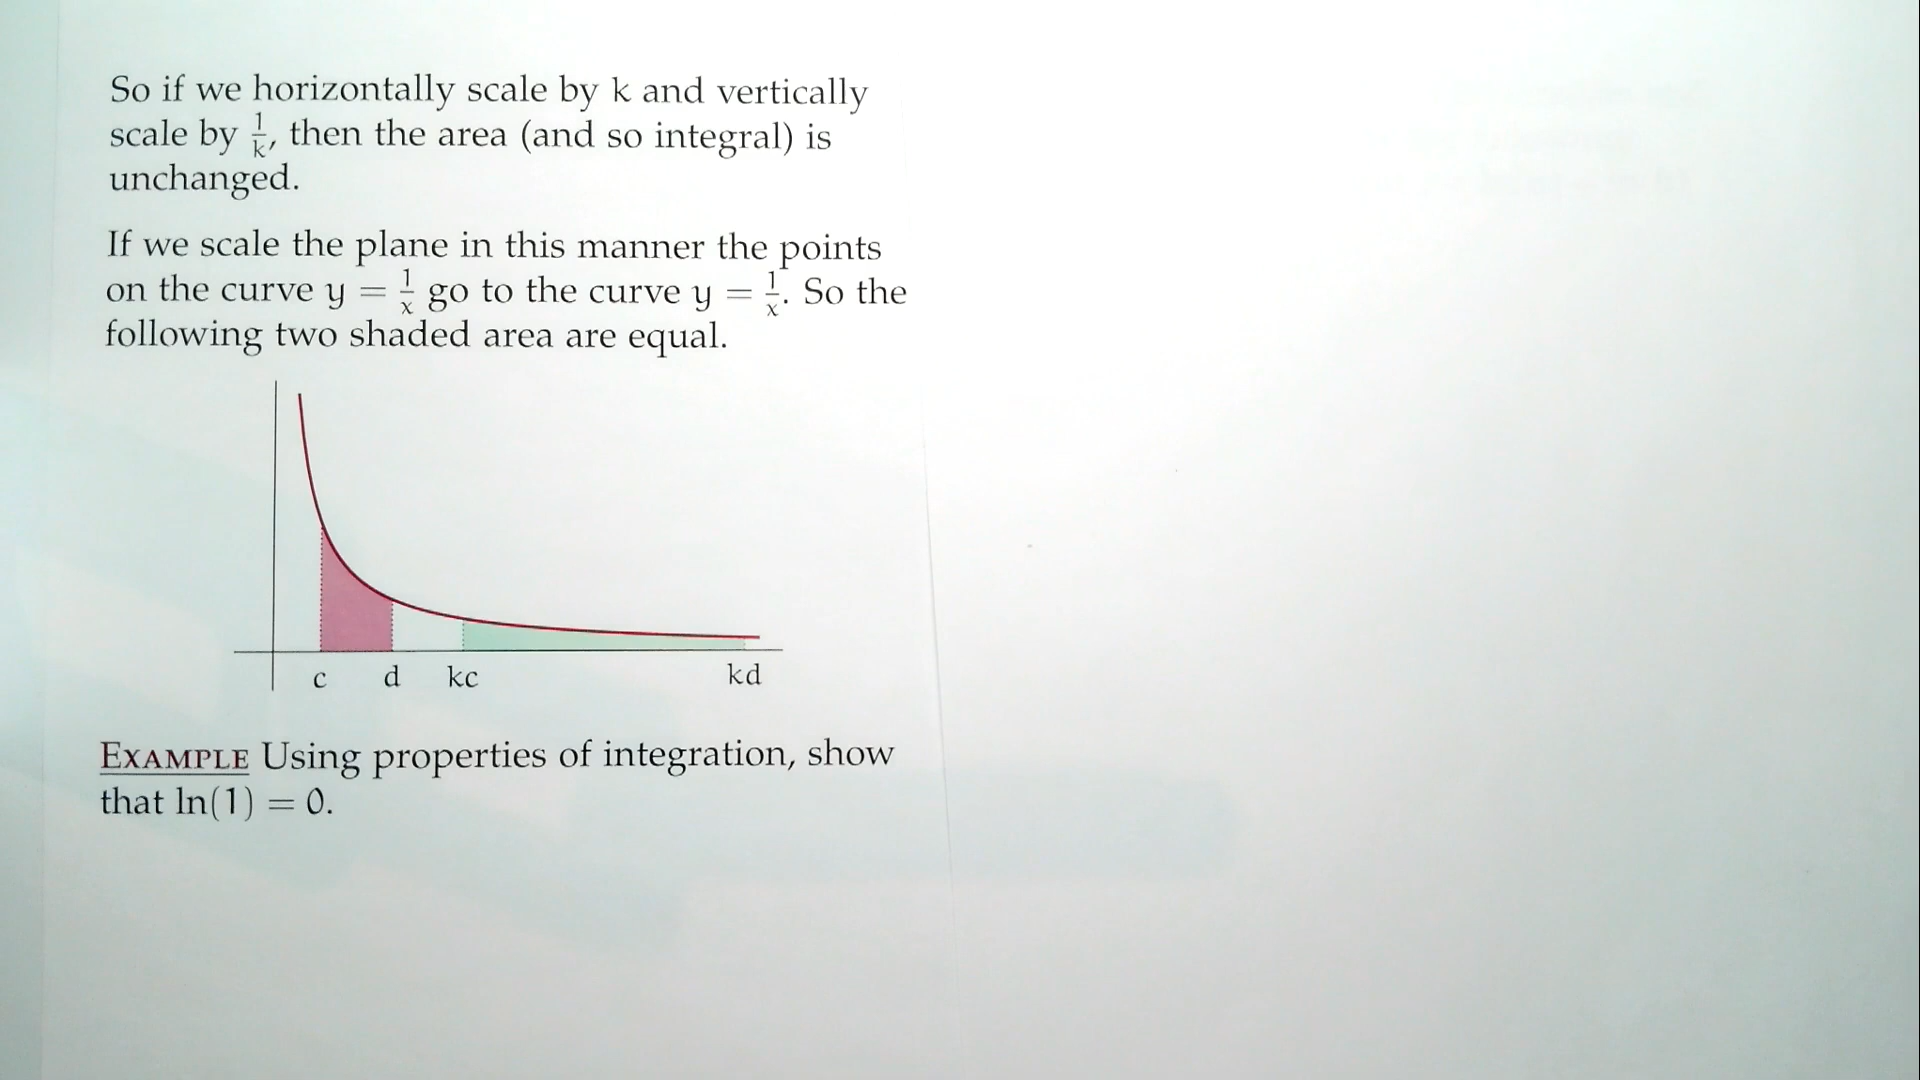 So if we horizontally scale by k and vertically
scale by 1/k, then the area (and so integral) is
unchanged.
If we scale the plane in this manner the points
on the curve y = 1/x go to the curve y = 1/x. So the
following two shaded area are equal.
c d kc kd
EXAMPLE Using properties of integration, show
that ln(1) = 0.